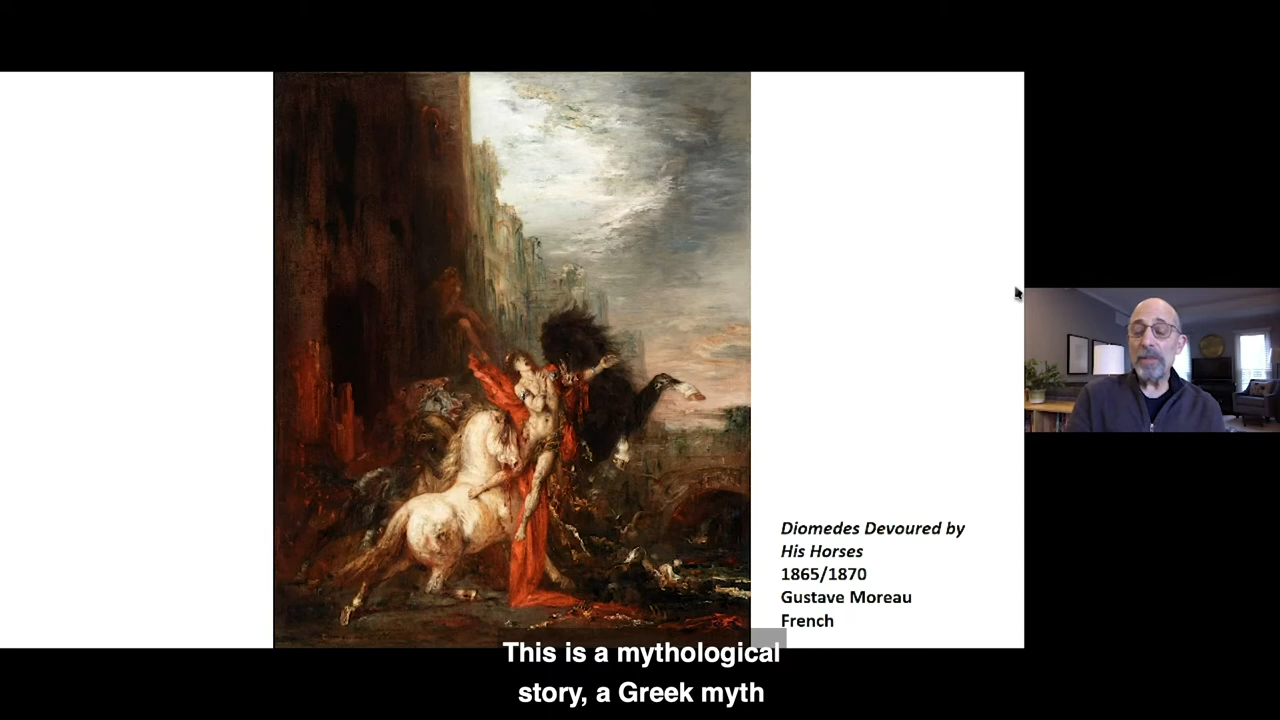 Diomedes Devoured by
His Horses
1865/1870
Gustave Moreau
French
This is a mythological
story, a Greek myth